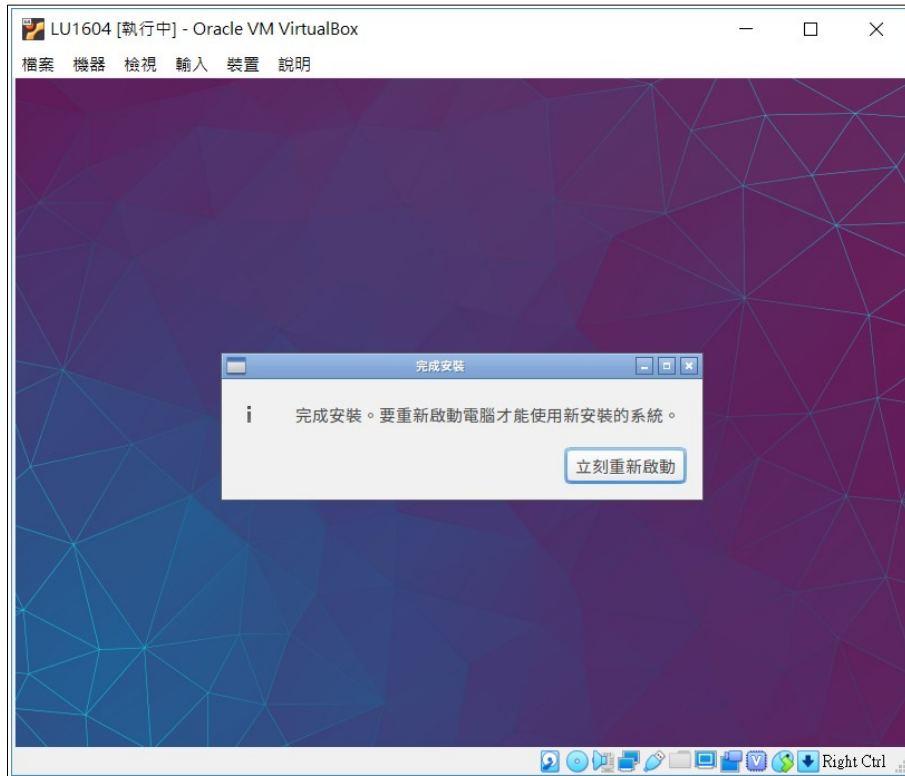 LU1604 [執行中] - Oracle VM VirtualBox
檔案 機器 檢視 輸入 裝置 說明
完成安裝
完成安裝。要重新啟動電腦才能使用新安裝的系統。
立刻重新啟動
Right Ctrl